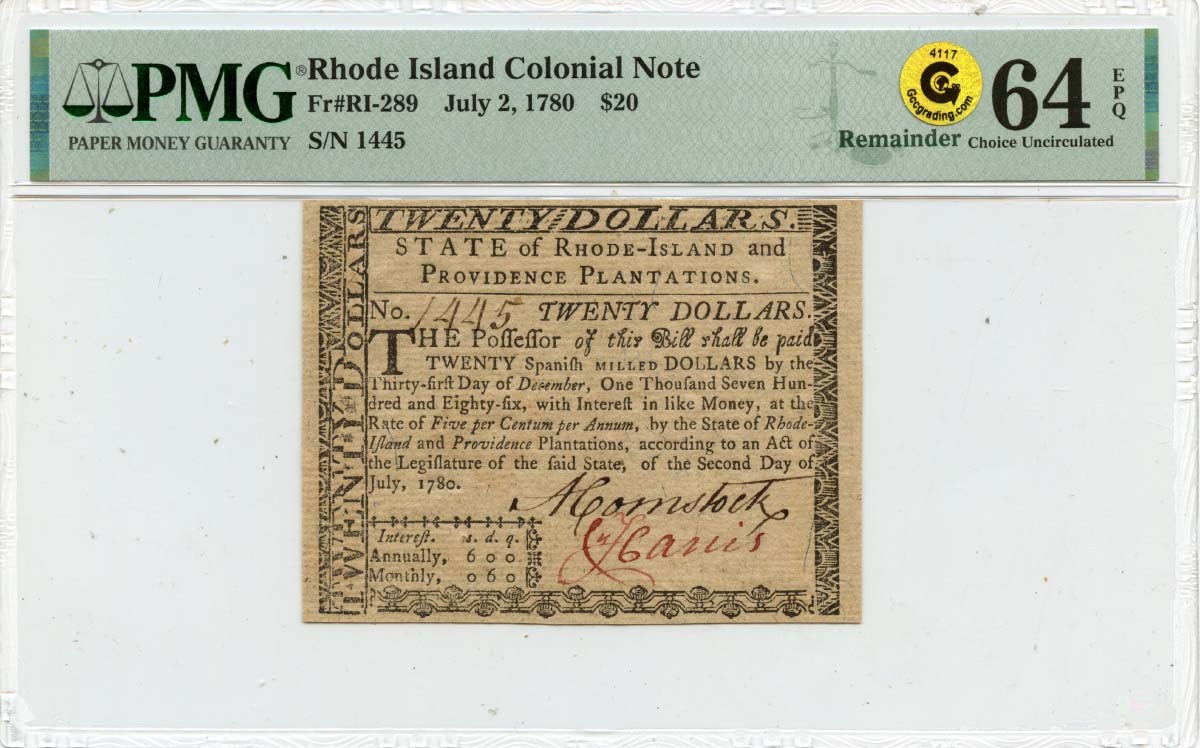 PMG® Rhode Island Colonial Note
4117
G
Gccgrading.com
64
EPQ
Fr#RI-289 July 2, 1780 $20
PAPER MONEY GUARANTY S/N 1445
Remainder Choice Uncirculated
TWENTY DOLLARS.
TWENTY DOLLARS
STATE of RHODE-ISLAND and
PROVIDENCE PLANTATIONS.
No. 1445 TWENTY DOLLARS.
THE Poſſeſſor of this Bill shall be paid
TWENTY Spaniſh MILLED DOLLARS by the
Thirty-firſt Day of December, One Thouſand Seven Hun-
dred and Eighty-ſix, with Intereſt in like Money, at the
Rate of Five per Centum per Annum, by the State of Rhode-
Iſland and Providence Plantations, according to an Act of
the Legiſlature of the ſaid State, of the Second Day of
July, 1780.
AComstock
Harris
Intereſt. s. d. q.
Annually, 6 0 0
Monthly, 0 6 0